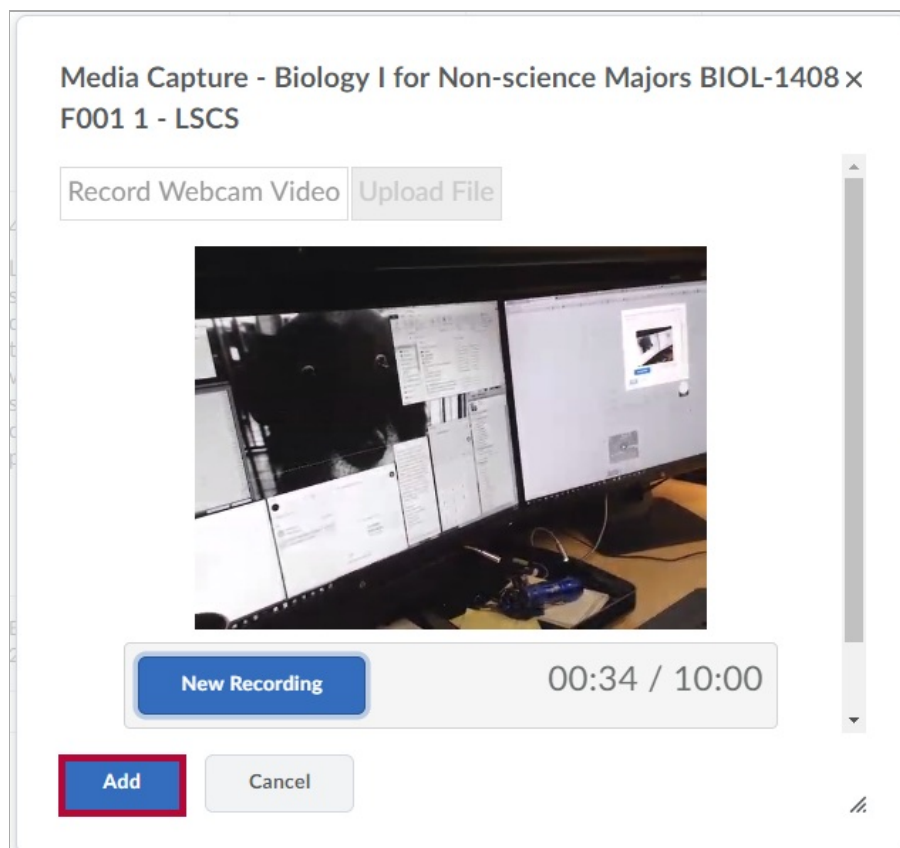 Media Capture - Biology I for Non-science Majors BIOL-1408
F001 1 - LSCS
Record Webcam Video
Upload File
New Recording
00:34 / 10:00
Add
Cancel